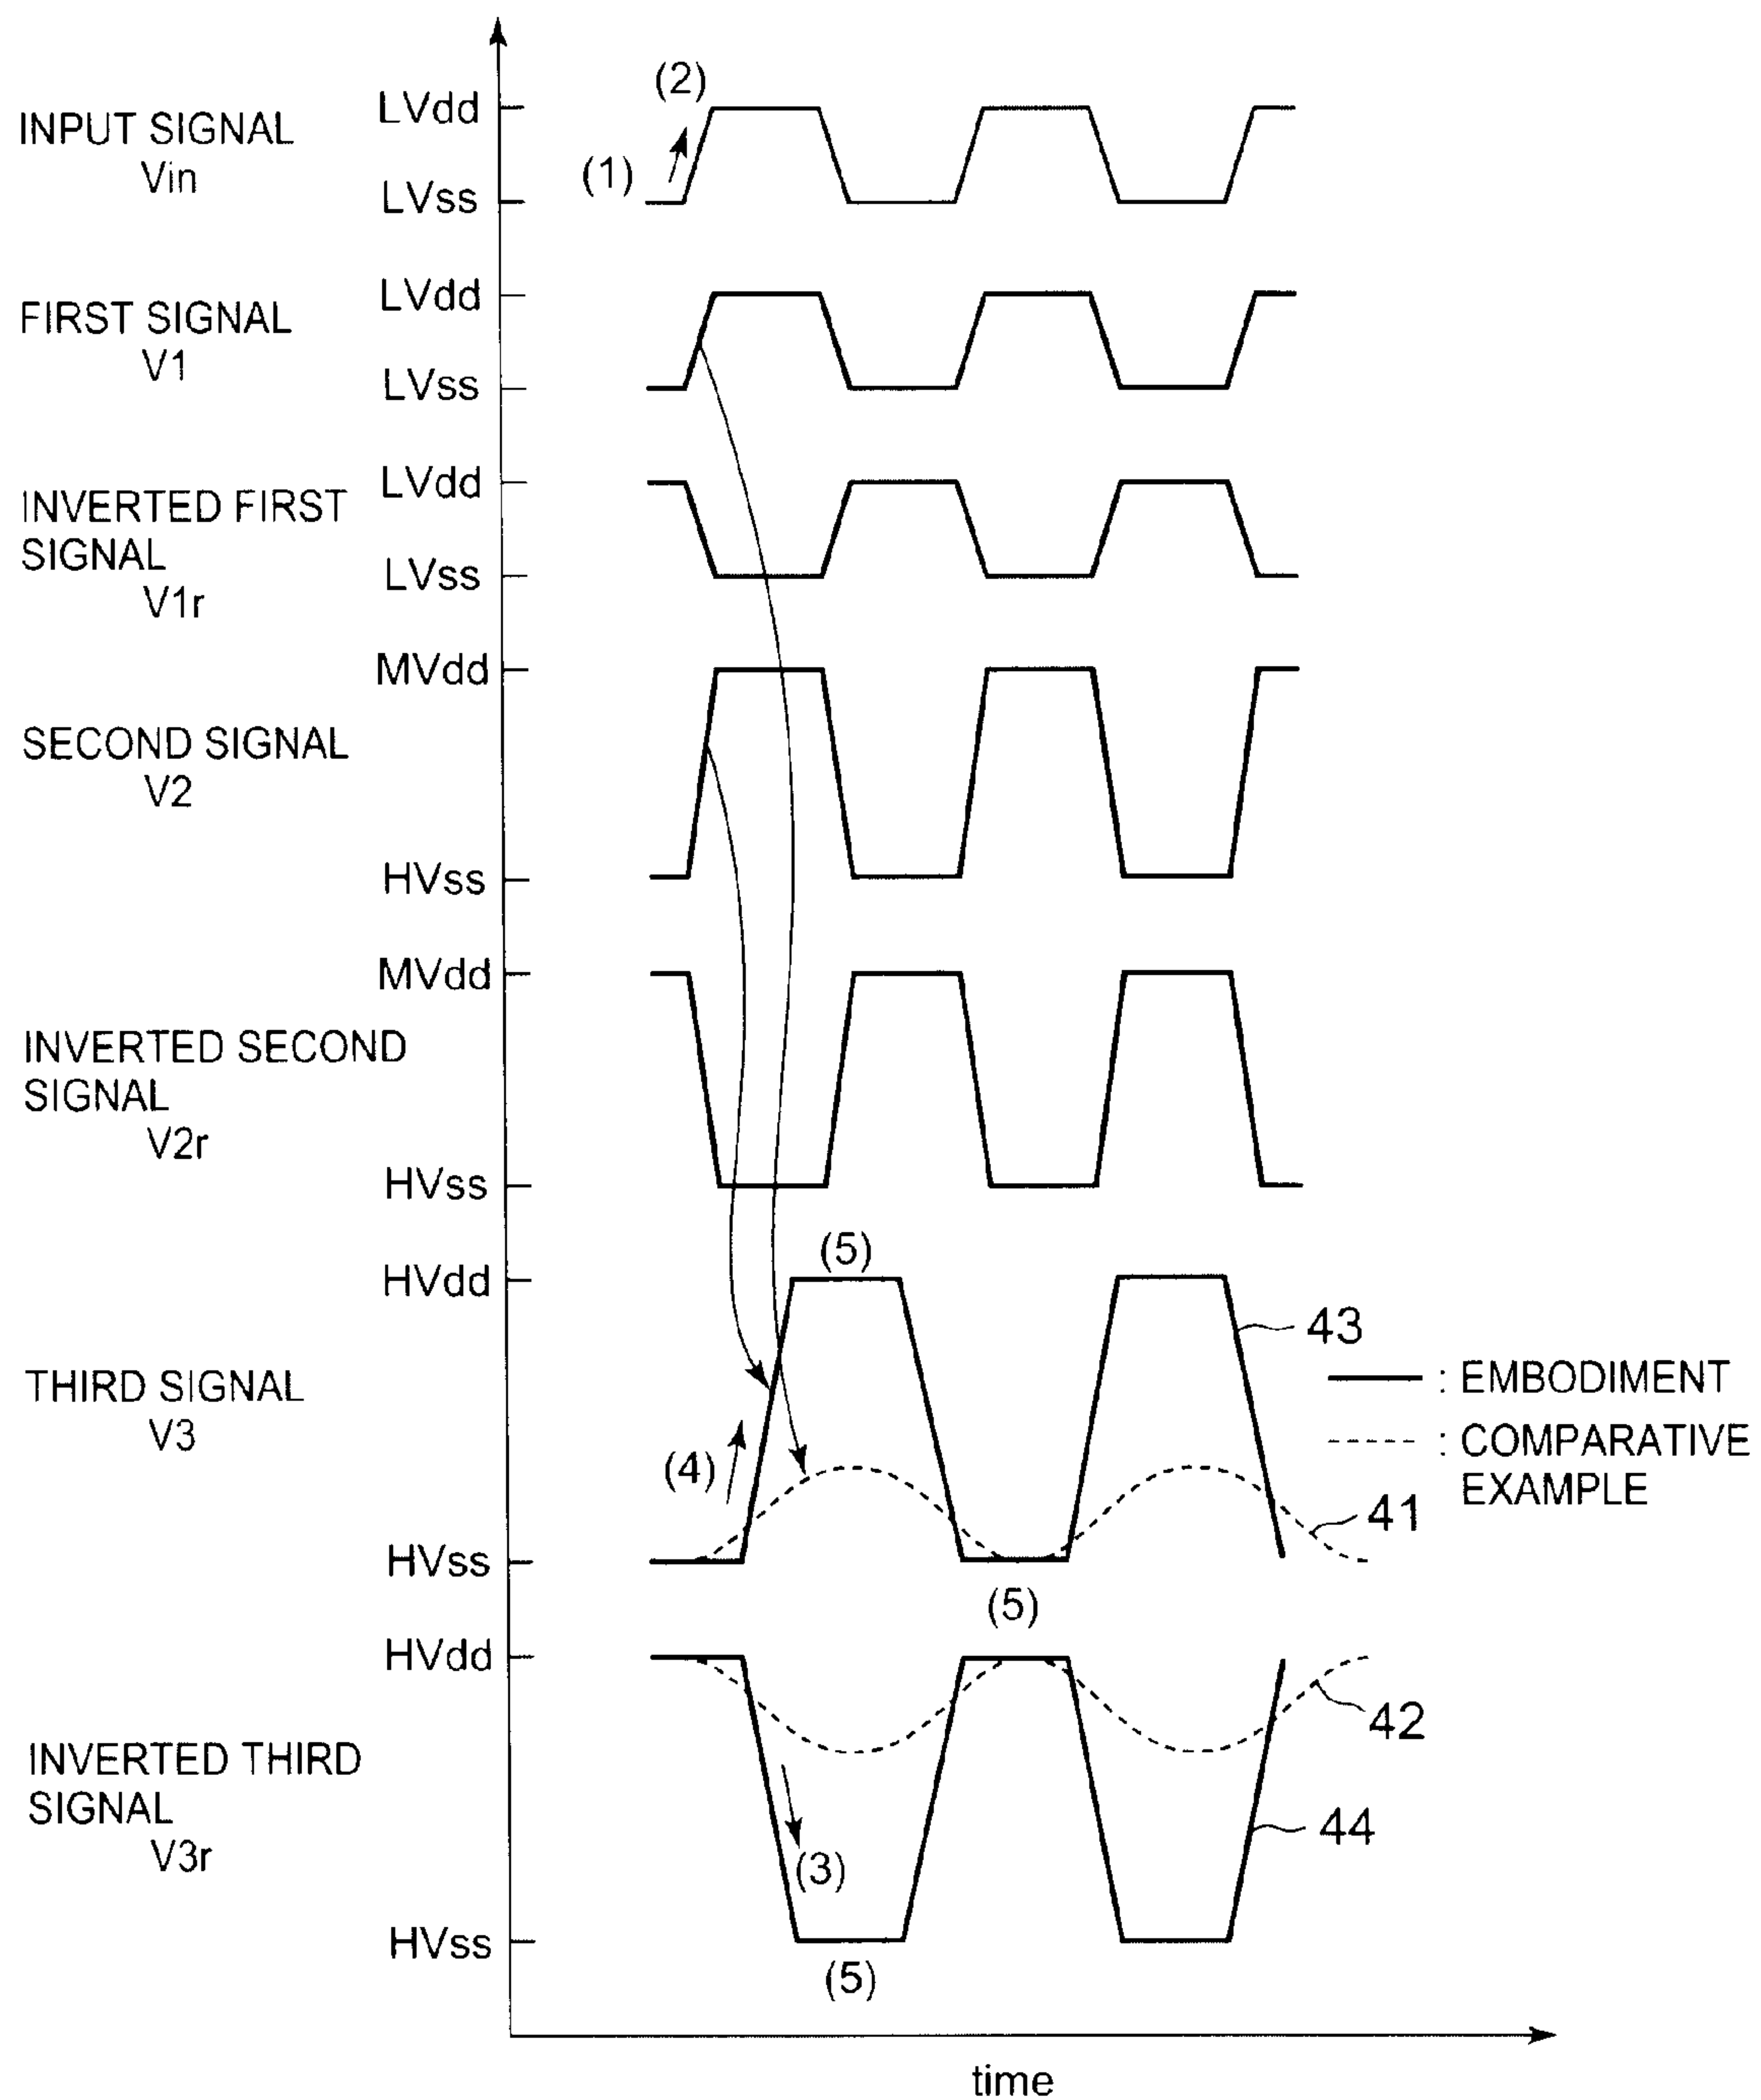 (2)
LVdd
INPUT SIGNAL
Vin
(1)
LVss
LVdd
FIRST SIGNAL
V1
LVss
LVdd
INVERTED FIRST
SIGNAL
V1r
LVss
MVdd
SECOND SIGNAL
V2
HVss
MVdd
INVERTED SECOND
SIGNAL
V2r
HVss
(5)
HVdd
43
THIRD SIGNAL
V3
: EMBODIMENT
: COMPARATIVE
EXAMPLE
(4)
41
HVss
(5)
HVdd
42
INVERTED THIRD
SIGNAL
V3r
44
(3)
HVss
(5)
time